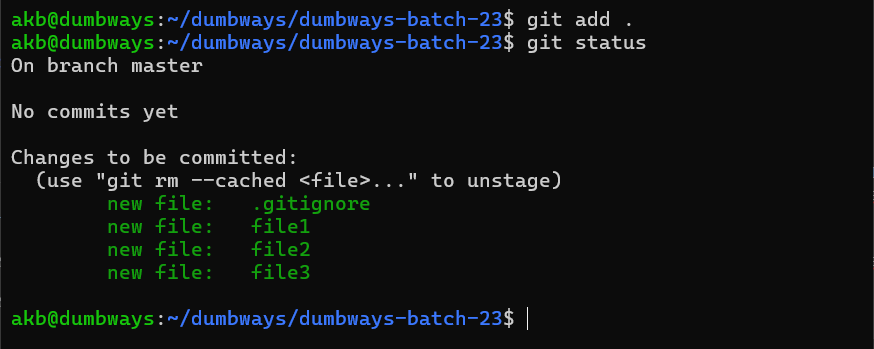 akb@dumbways:~/dumbways/dumbways-batch-23$ git add .
akb@dumbways:~/dumbways/dumbways-batch-23$ git status
On branch master
No commits yet
Changes to be committed:
  (use "git rm --cached <file>..." to unstage)
        new file:   .gitignore
        new file:   file1
        new file:   file2
        new file:   file3
akb@dumbways:~/dumbways/dumbways-batch-23$